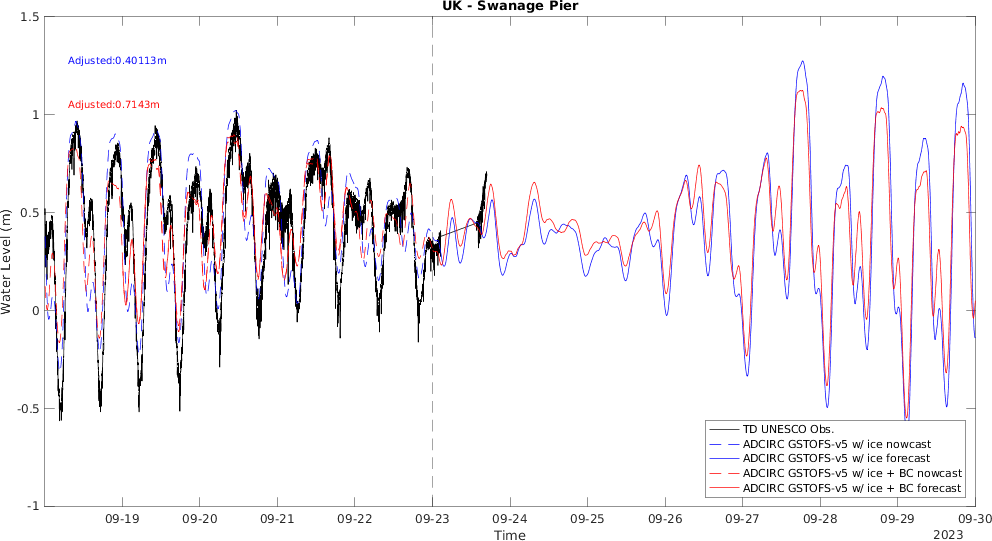 UK - Swanage Pier
1.5
1
0.5
0
-0.5
-1
Water Level (m)
Adjusted:0.40113m
Adjusted:0.7143m
TD UNESCO Obs.
ADCIRC GSTOFS-v5 w/ ice nowcast
ADCIRC GSTOFS-v5 w/ ice forecast
ADCIRC GSTOFS-v5 w/ ice + BC nowcast
ADCIRC GSTOFS-v5 w/ ice + BC forecast
09-19 09-20 09-21 09-22 09-23 09-24 09-25 09-26 09-27 09-28 09-29 09-30
Time
2023